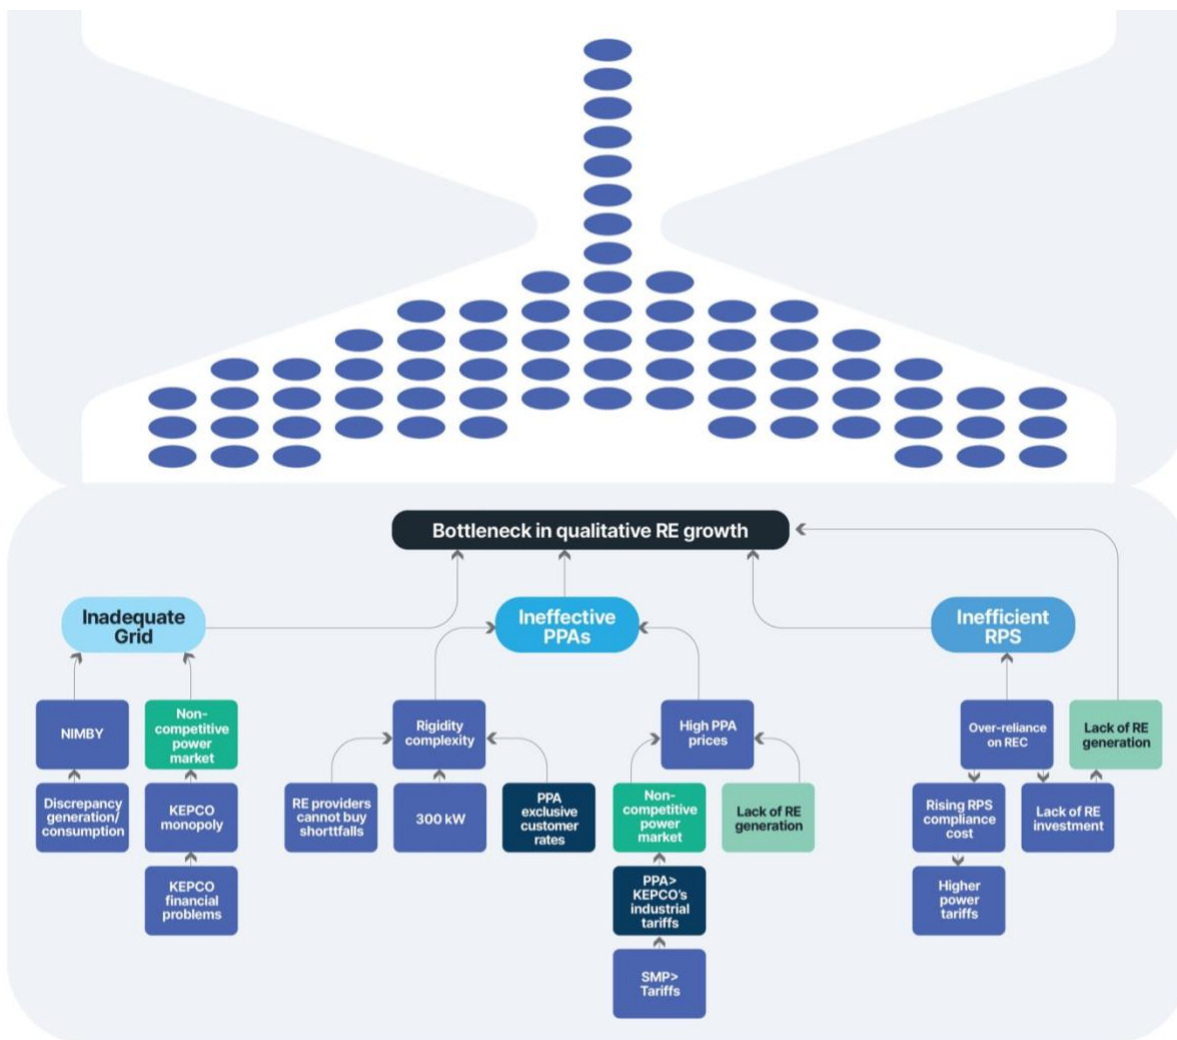 Bottleneck in qualitative RE growth
Inadequate
Grid
Ineffective
PPAs
Inefficient
RPS
NIMBY
Non-
competitive
power
market
Rigidity
complexity
High PPA
prices
Over-reliance
on REC
Lack of RE
generation
Discrepancy
generation/
consumption
KEPCO
monopoly
RE providers
cannot buy
shorttfalls
300 kW
PPA
exclusive
customer
rates
Non-
competitive
power
market
Lack of RE
generation
Rising RPS
compliance
cost
Lack of RE
investment
KEPCO
financial
problems
PPA>
KEPCO's
industrial
tariffs
Higher
power
tariffs
SMP>
Tariffs